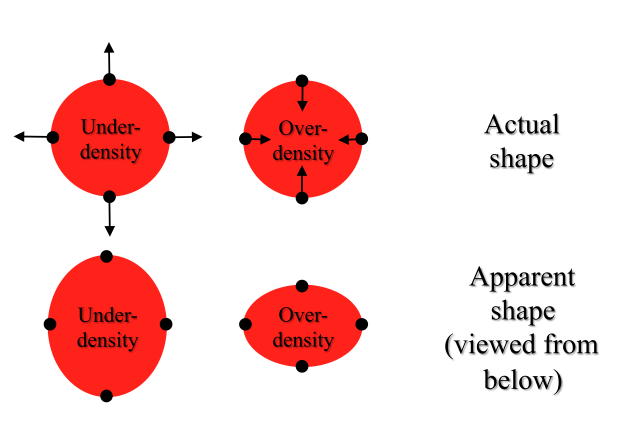 Under-
density
Over-
density
Actual
shape
Under-
density
Over-
density
Apparent
shape
(viewed from
below)